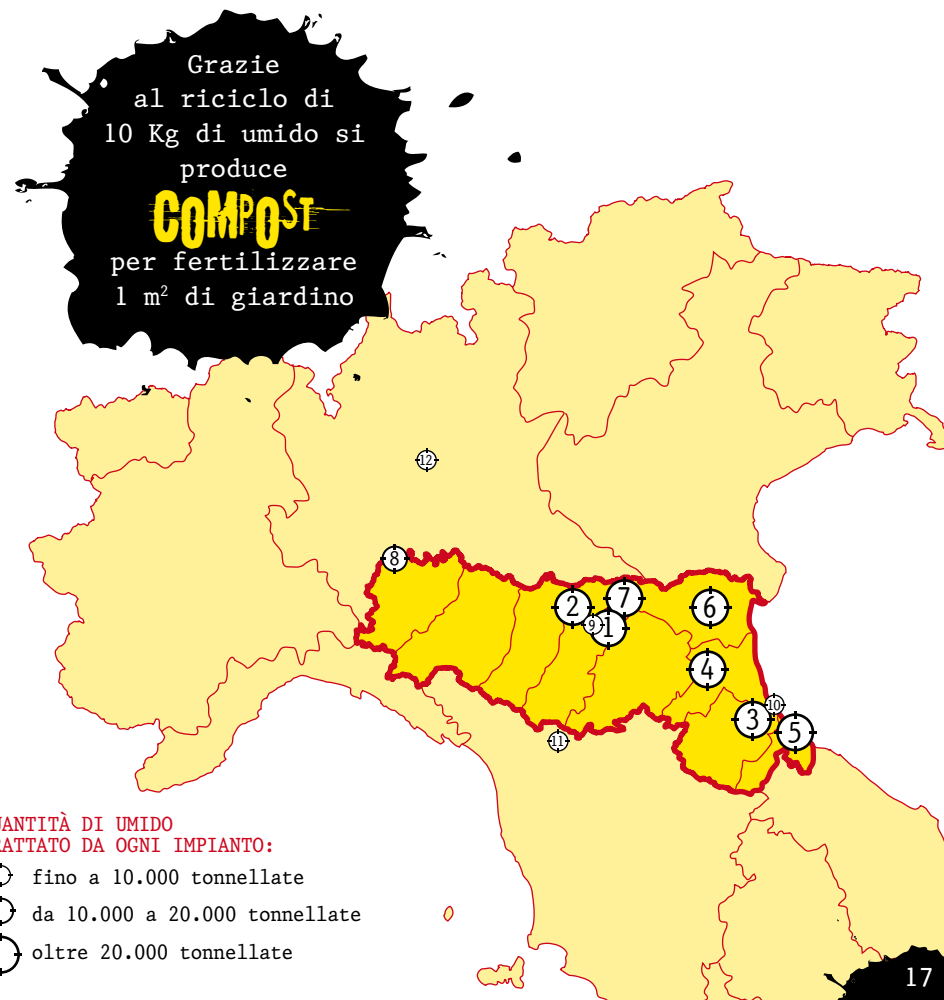 Grazie
al riciclo di
10 Kg di umido si
produce
COMPOST
per fertilizzare
1 m² di giardino
12
8
2
7
6
9
1
4
10
3
5
11
UANTITÀ DI UMIDO
RATTATO DA OGNI IMPIANTO:
fino a 10.000 tonnellate
da 10.000 a 20.000 tonnellate
oltre 20.000 tonnellate
17